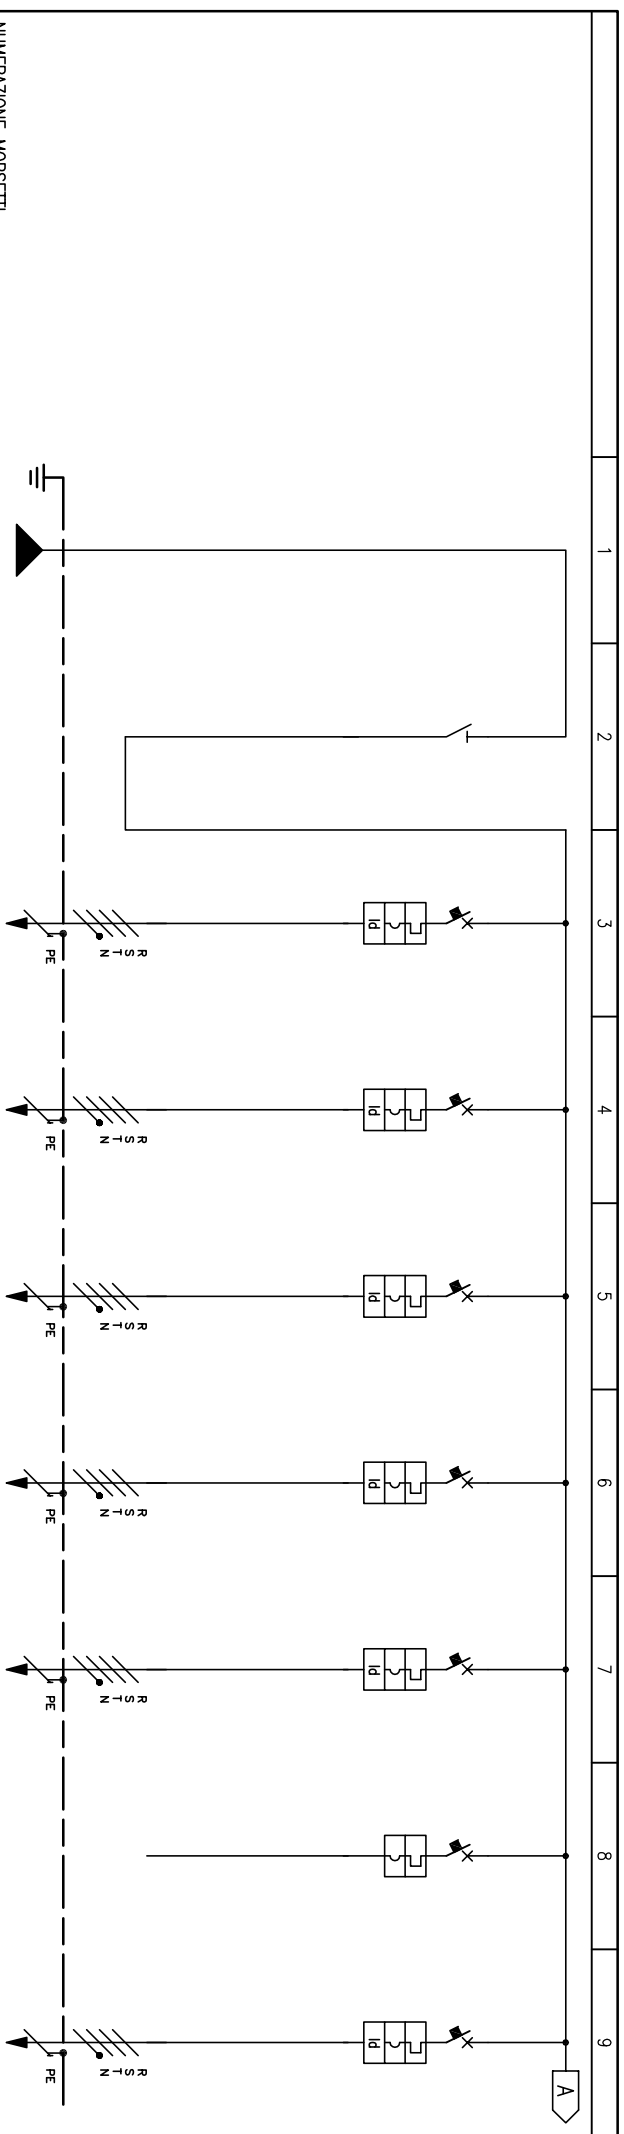 1 2 3 4 5 6 7 8 9
A
Id Id Id Id Id Id
R R R R R R
S S S S S S
T T T T T T
N N N N N N
PE PE PE PE PE PE
NUMERAZIONE MORSETTI